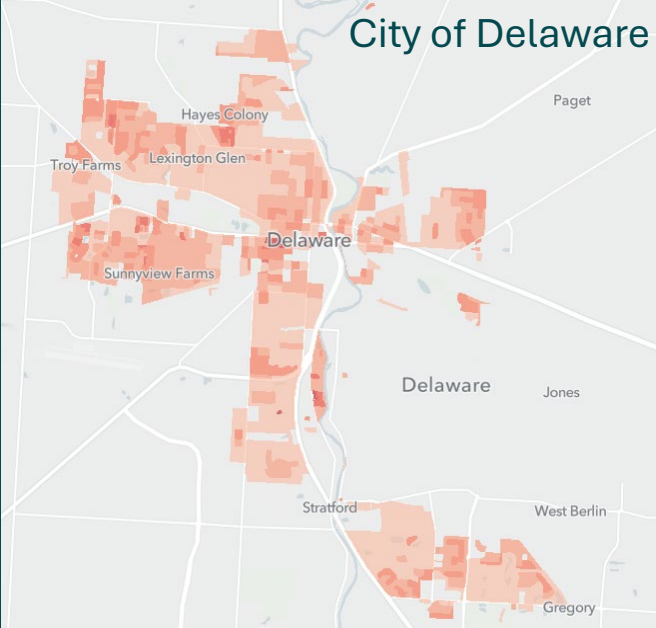 City of Delaware
Paget
Hayes Colony
Lexington Glen
Troy Farms
Delaware
Sunnyview Farms
Delaware
Jones
Stratford
West Berlin
Gregory